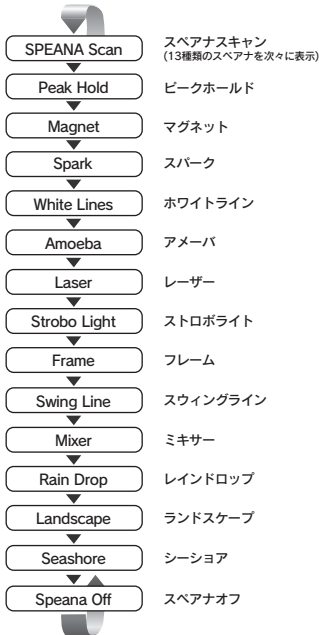 SPEANA Scan スペアナスキャン
(13種類のスペアナを次々に表示)
Peak Hold ピークホールド
Magnet マグネット
Spark スパーク
White Lines ホワイトライン
Amoeba アメーバ
Laser レーザー
Strobo Light ストロボライト
Frame フレーム
Swing Line スウィングライン
Mixer ミキサー
Rain Drop レインドロップ
Landscape ランドスケープ
Seashore シーショア
Speana Off スペアナオフ